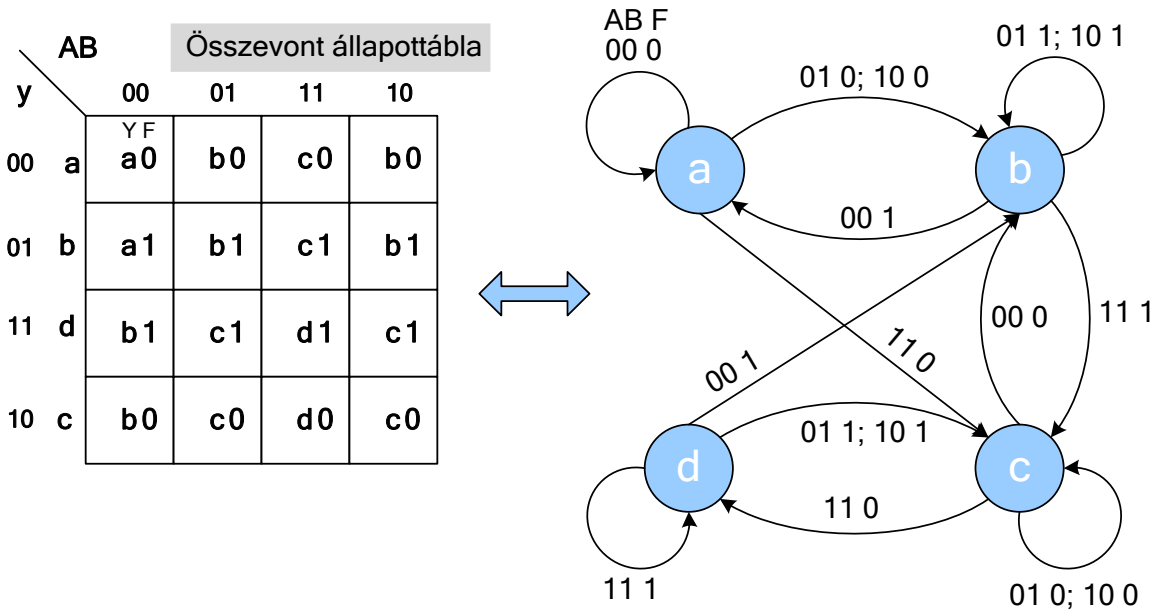 AB Összevont állapottábla
y 00 01 11 10
Y F
00 a a0 b0 c0 b0
01 b a1 b1 c1 b1
11 d b1 c1 d1 c1
10 c b0 c0 d0 c0
AB F
00 0
01 0; 10 0
01 1; 10 1
a
b
00 1
00 0
11 1
11 0
00 1
01 1; 10 1
d
c
11 0
11 1
01 0; 10 0